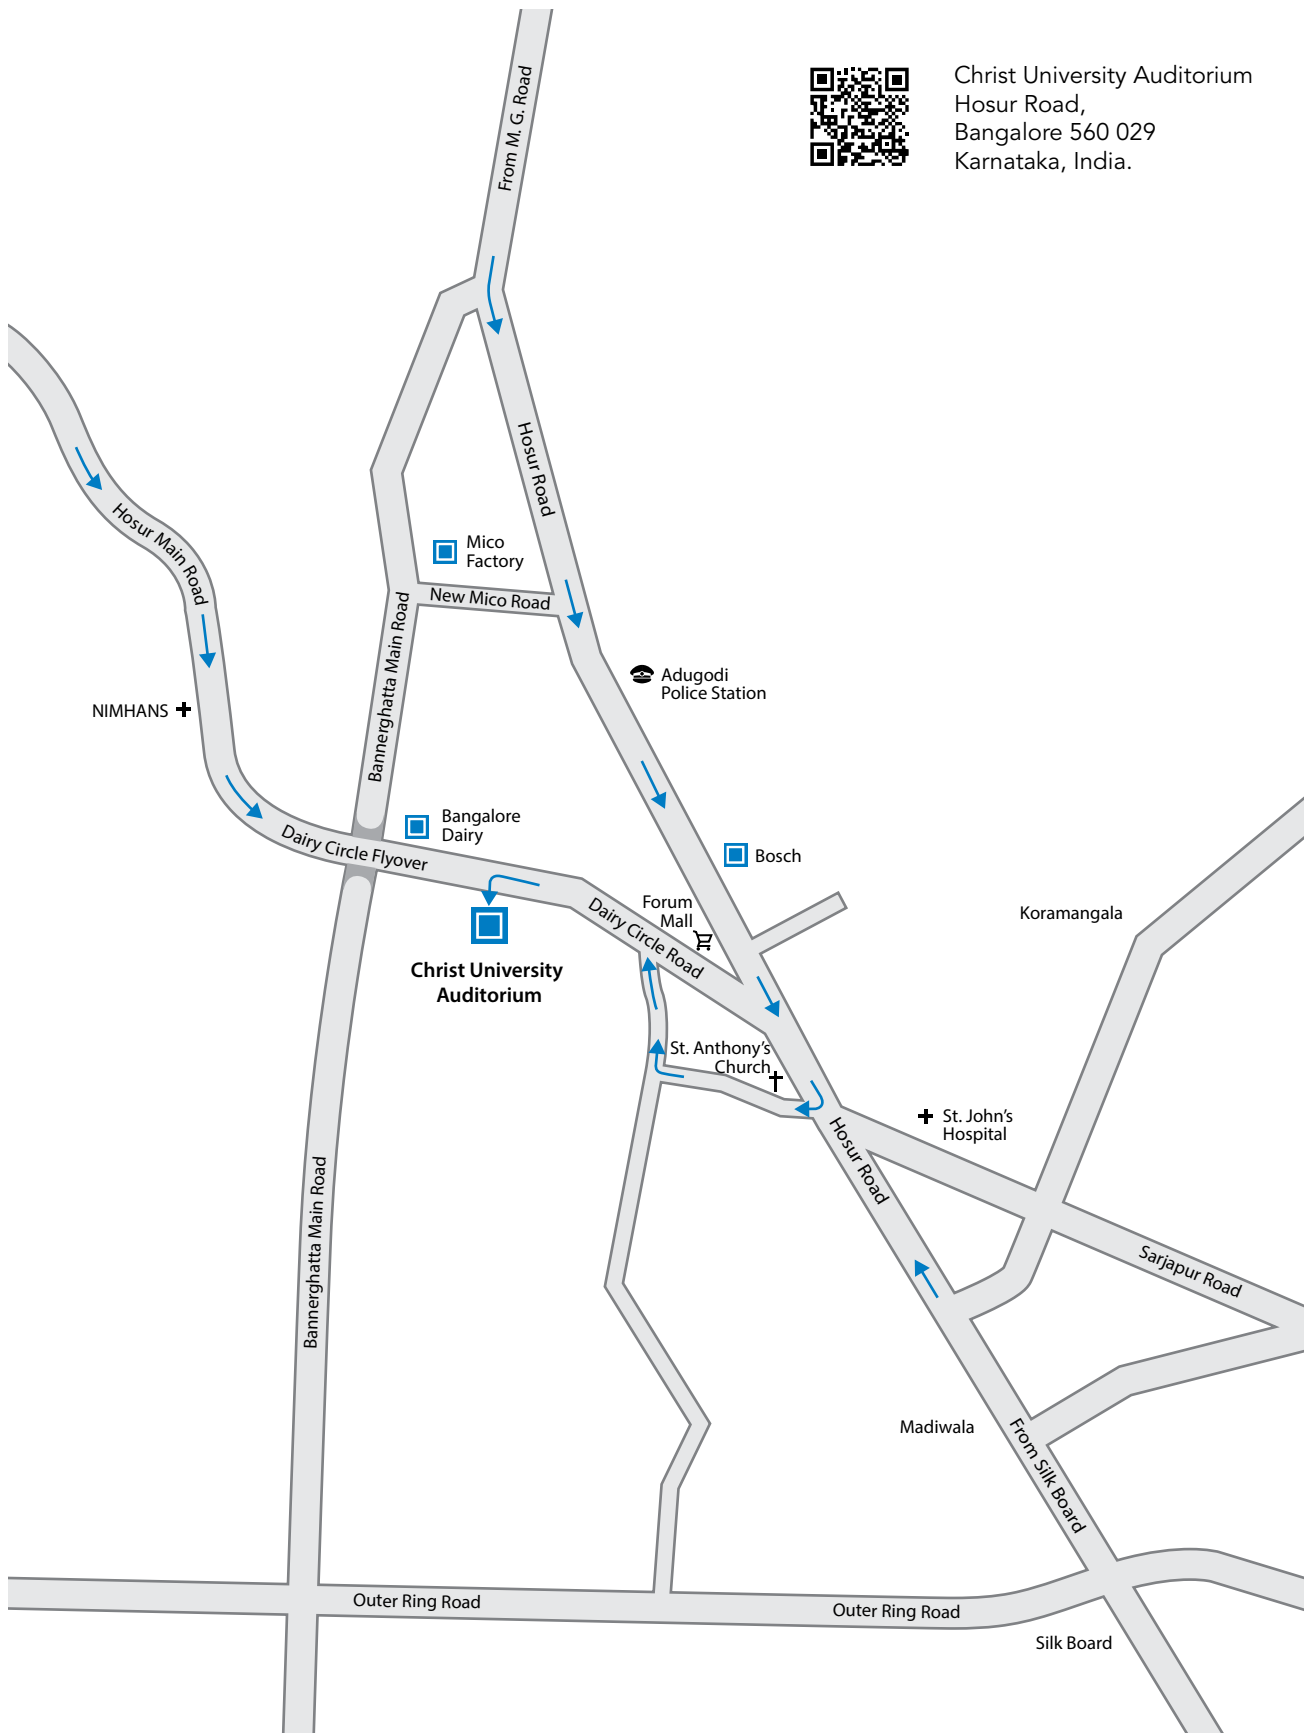 Christ University Auditorium
Hosur Road,
Bangalore 560 029
Karnataka, India.
From M. G. Road
Hosur Road
Hosur Main Road
Mico
Factory
New Mico Road
Bannerghatta Main Road
Adugodi
Police Station
NIMHANS
Bangalore
Dairy
Dairy Circle Flyover
Bosch
Forum
Mall
Dairy Circle Road
Koramangala
Christ University
Auditorium
St. Anthony's
Church
St. John's
Hospital
Hosur Road
Bannerghatta Main Road
Sarjapur Road
Madiwala
From Silk Board
Outer Ring Road
Outer Ring Road
Silk Board